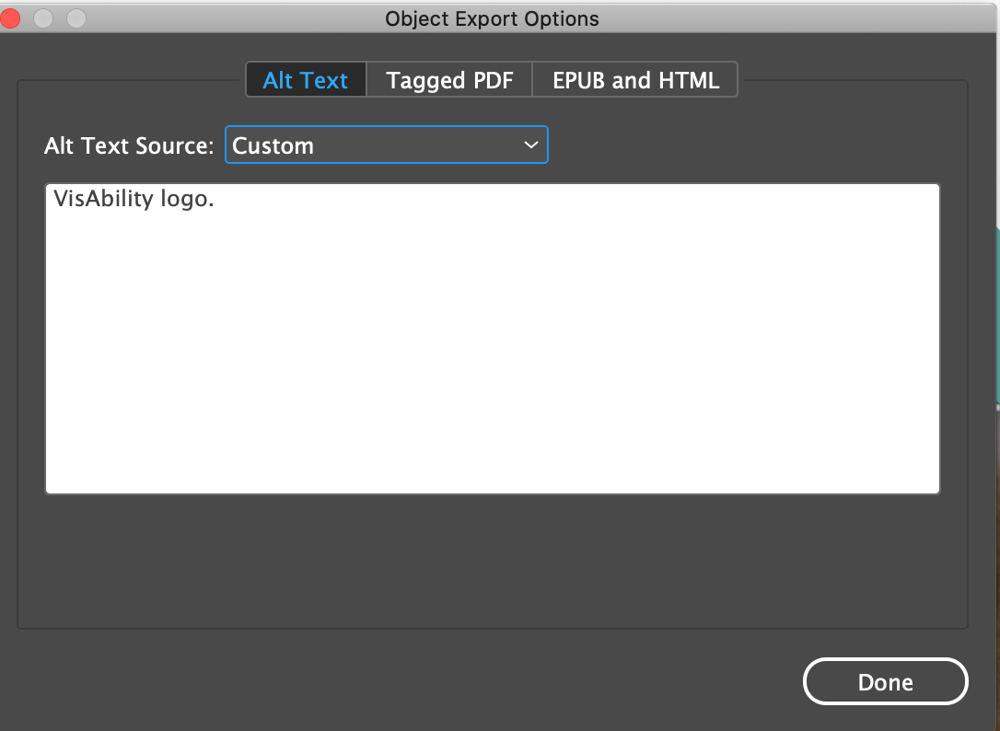 Object Export Options
Alt Text
Tagged PDF
EPUB and HTML
Alt Text Source:
Custom
VisAbility logo.
Done